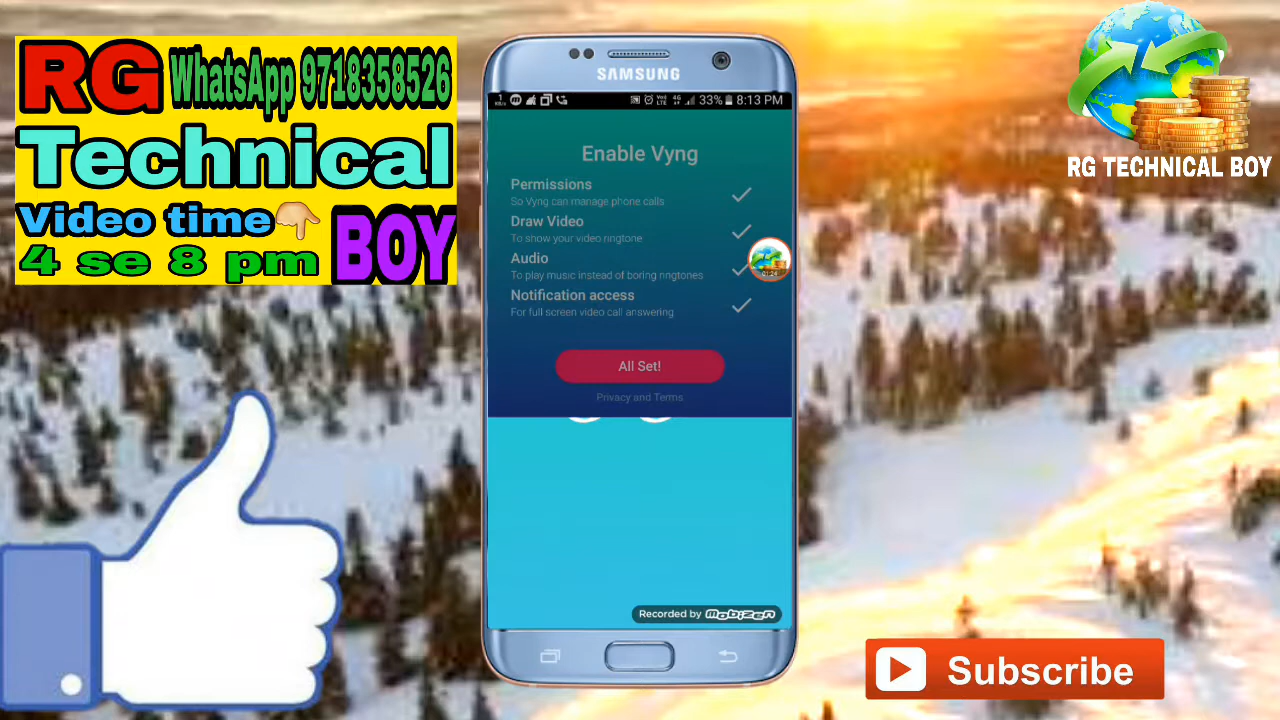 RG WhatsApp 9718358526
Technical
Video time
4 se 8 pm BOY
RG TECHNICAL BOY
SAMSUNG
33% 8:13 PM
Enable Vyng
Permissions
So Vyng can manage phone calls
Draw Video
To show your video ringtone
Audio
To play music instead of boring rngtones
01:24
Notification access
For full screen video call answering
All Set!
Privacy and Terms
Recorded by MOBIZEN
Subscribe